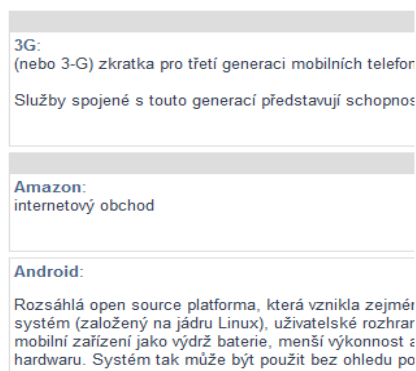 3G:
(nebo 3-G) zkratka pro třetí generaci mobilních telefon
Služby spojené s touto generací představují schopnos
Amazon:
internetový obchod
Android:
Rozsáhlá open source platforma, která vznikla zejmén
systém (založený na jádru Linux), uživatelské rozhran
mobilní zařízení jako výdrž baterie, menší výkonnost a
hardwaru. Systém tak může být použit bez ohledu po